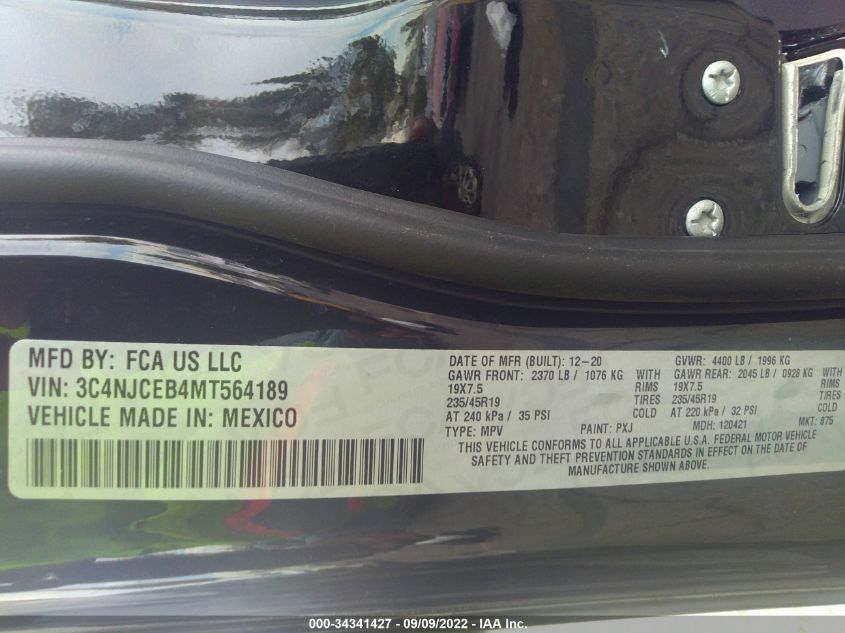 MFD BY: FCA US LLC
VIN: 3C4NJCEB4MT564189
VEHICLE MADE IN: MEXICO
DATE OF MFR (BUILT): 12-20 GVWR: 4400 LB / 1996 KG
GAWR FRONT: 2370 LB / 1076 KG WITH GAWR REAR: 2045 LB / 0928 KG WITH
19X7.5 RIMS 19X7.5 RIMS
235/45R19 TIRES 235/45R19 TIRES
AT 240 kPa / 35 PSI COLD AT 220 kPa / 32 PSI COLD
TYPE: MPV PAINT: PXJ MDH: 120421 MKT: 875
THIS VEHICLE CONFORMS TO ALL APPLICABLE U.S.A. FEDERAL MOTOR VEHICLE
SAFETY AND THEFT PREVENTION STANDARDS IN EFFECT ON THE DATE OF
MANUFACTURE SHOWN ABOVE.
000-34341427 - 09/09/2022 - IAA Inc.